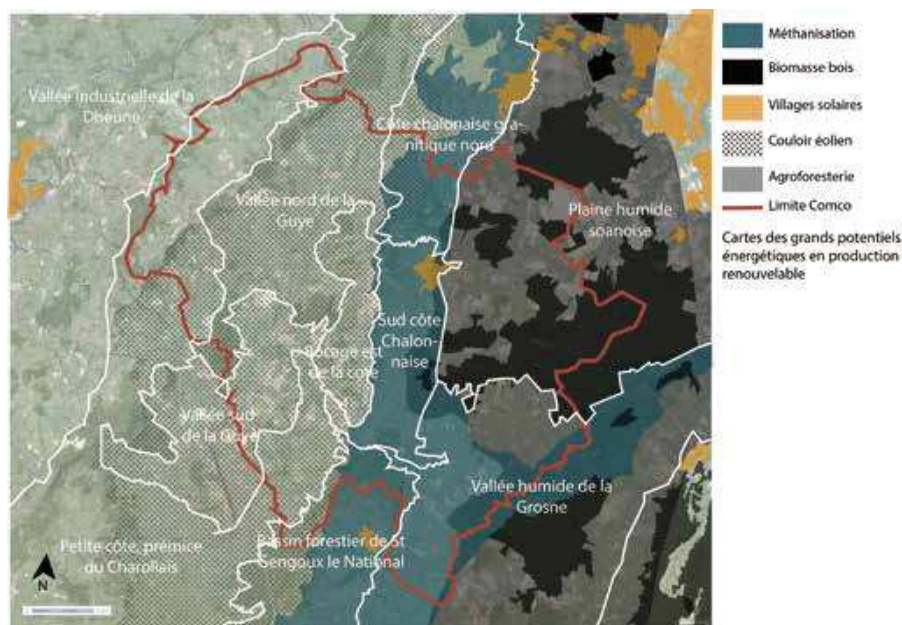 Méthanisation
Biomasse bois
Villages solaires
Couloir éolien
Agroforesterie
Limite Comco
Cartes des grands potentiels
énergétiques en production
renouvelable
Vallée industrielle de la
Dheune
Côte chalonaise gra-
nitique nord
Vallée nord de la
Guye
Plaine humide
soanoise
Sud côte
Chalon-
naise
Bocage est
de la cote
Vallée sud
de la Guye
Vallée humide de la
Grosne
Petite côte, prémice
du Charollais
Bassin forestier de St
Gengoux le National
N